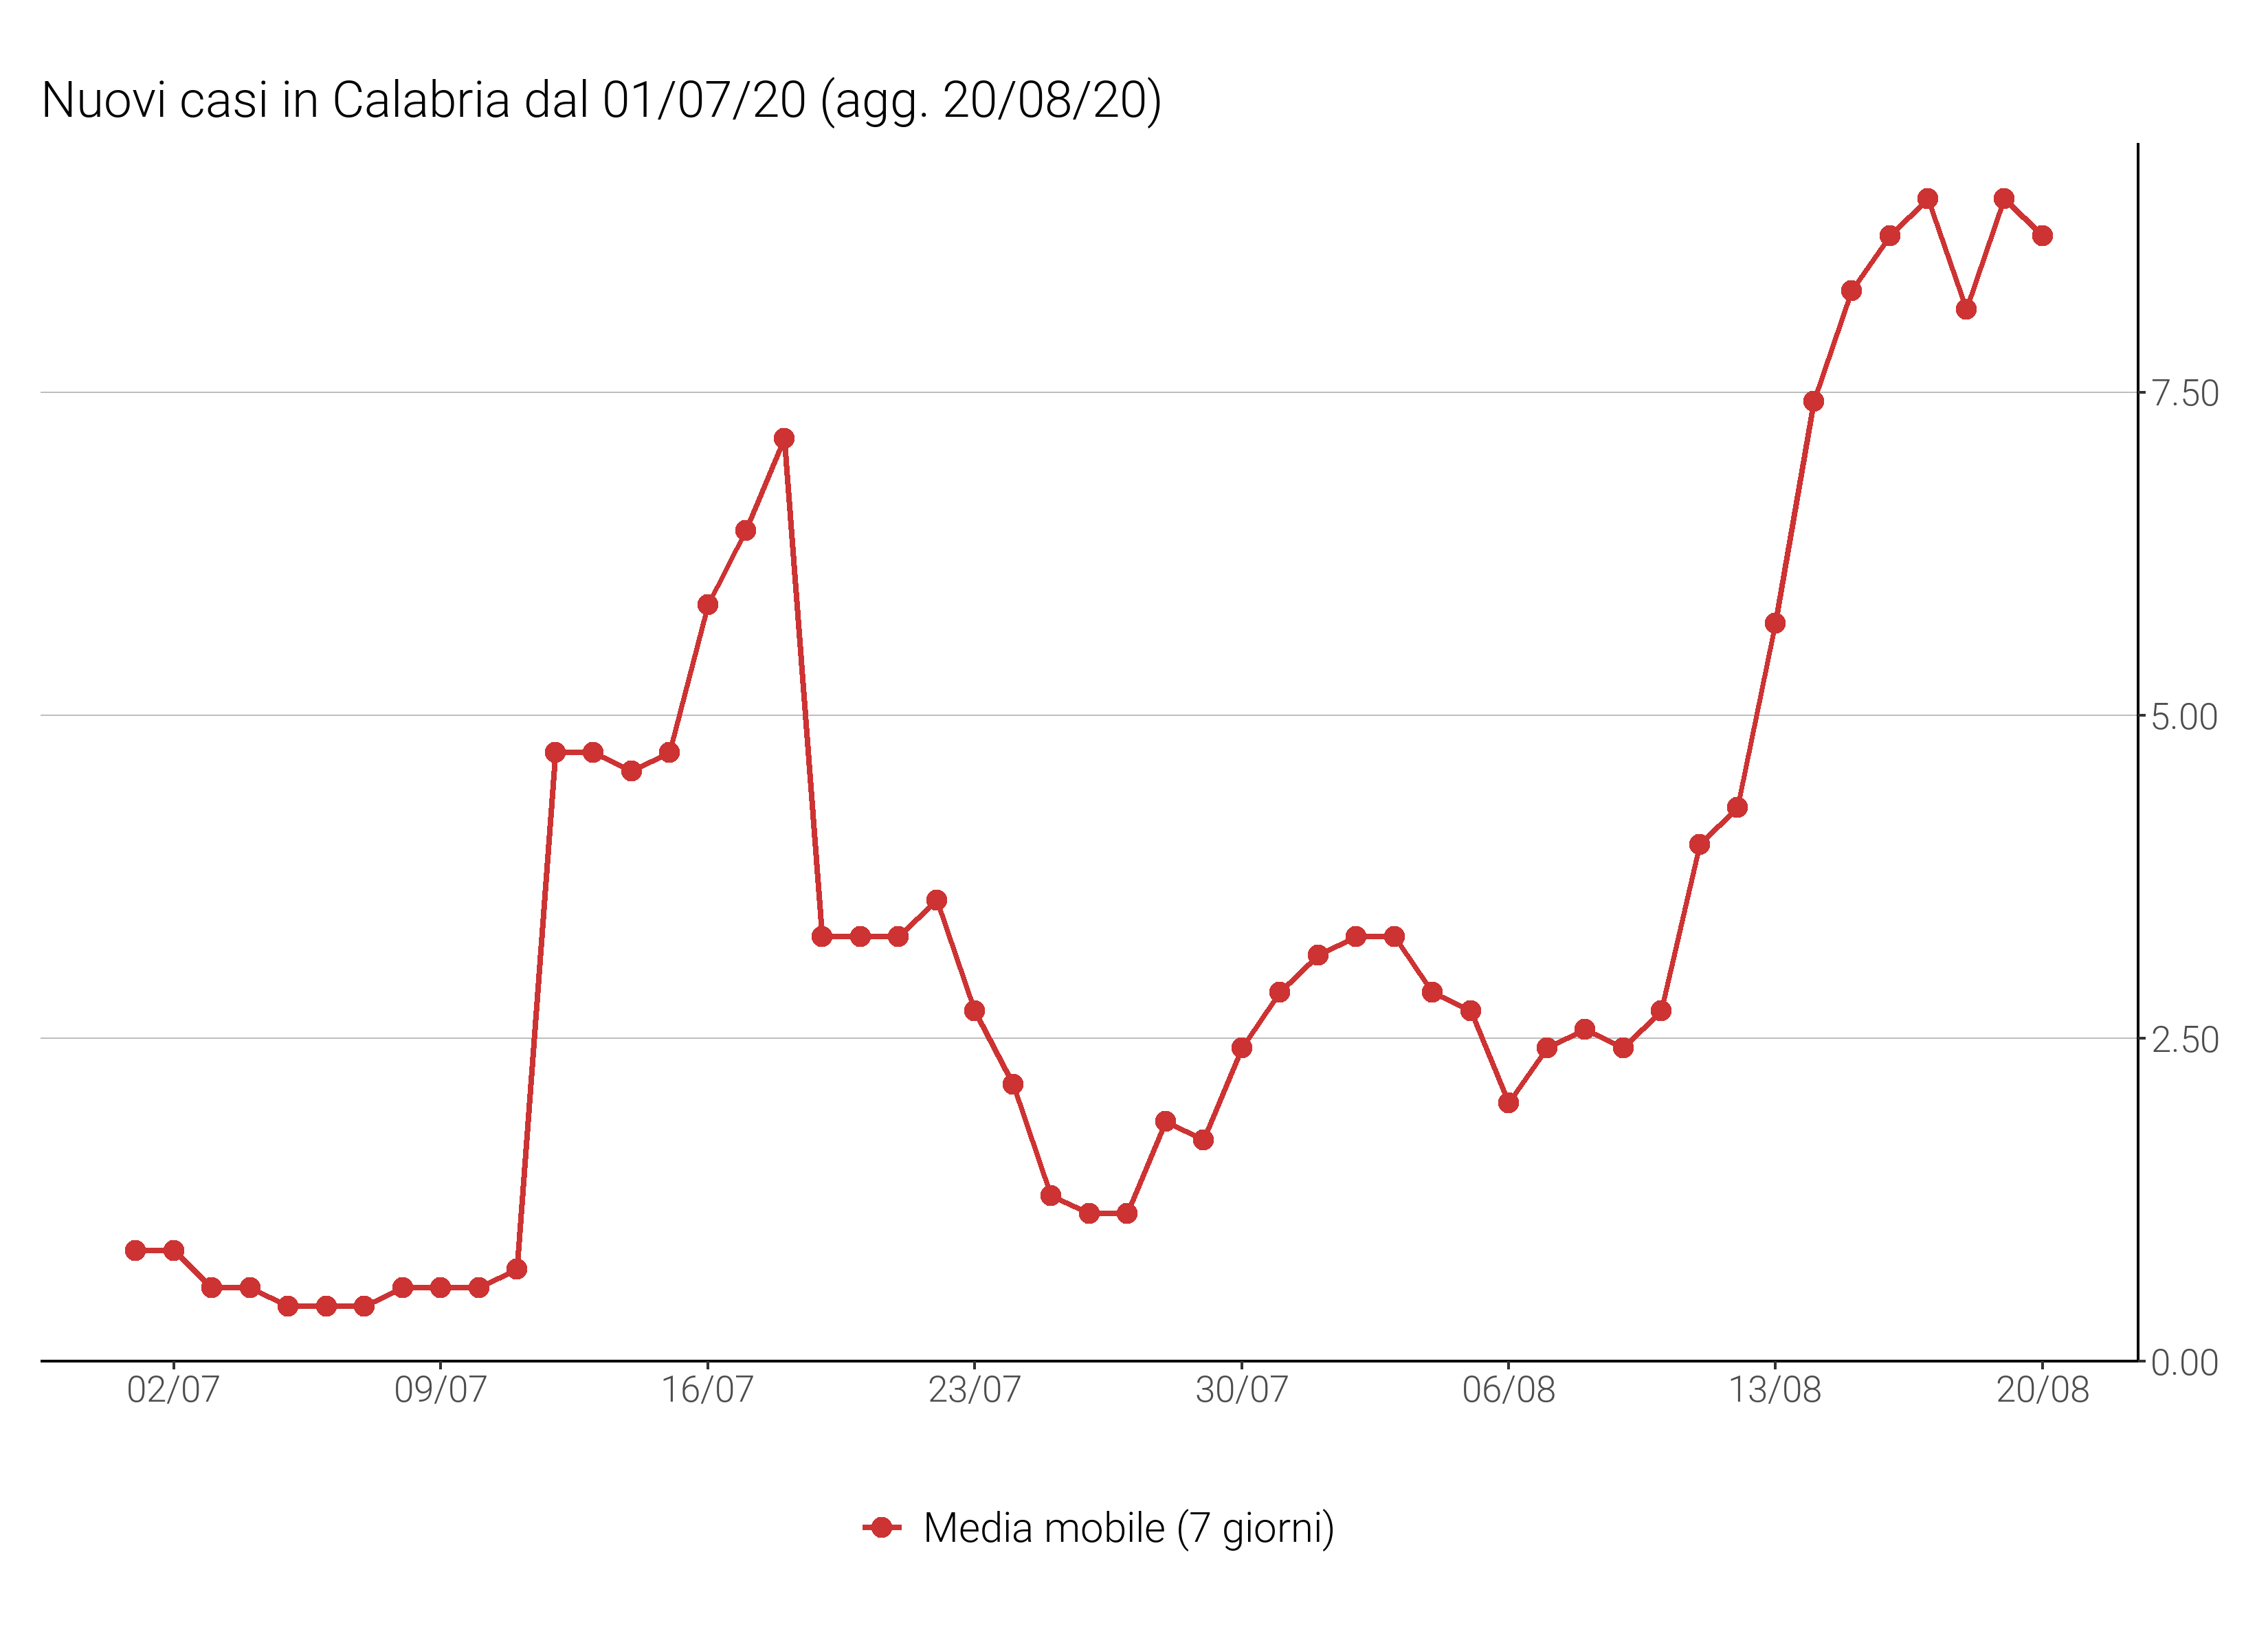 Nuovi casi in Calabria dal 01/07/20 (agg. 20/08/20)
7.50
5.00
2.50
0.00
02/07 09/07 16/07 23/07 30/07 06/08 13/08 20/08
Media mobile (7 giorni)